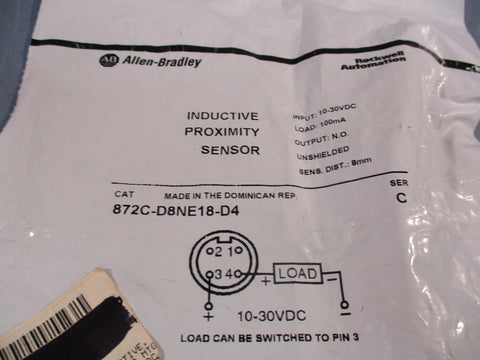 AB Allen-Bradley
Rockwell
Automation
INDUCTIVE
PROXIMITY
SENSOR
INPUT: 10-30VDC
LOAD: 100mA
OUTPUT: N.O.
UNSHIELDED
SENS. DIST.: 8mm
CAT MADE IN THE DOMINICAN REP. SER
872C-D8NE18-D4 C
2 1
3 4 + LOAD −
+ 10-30VDC −
LOAD CAN BE SWITCHED TO PIN 3